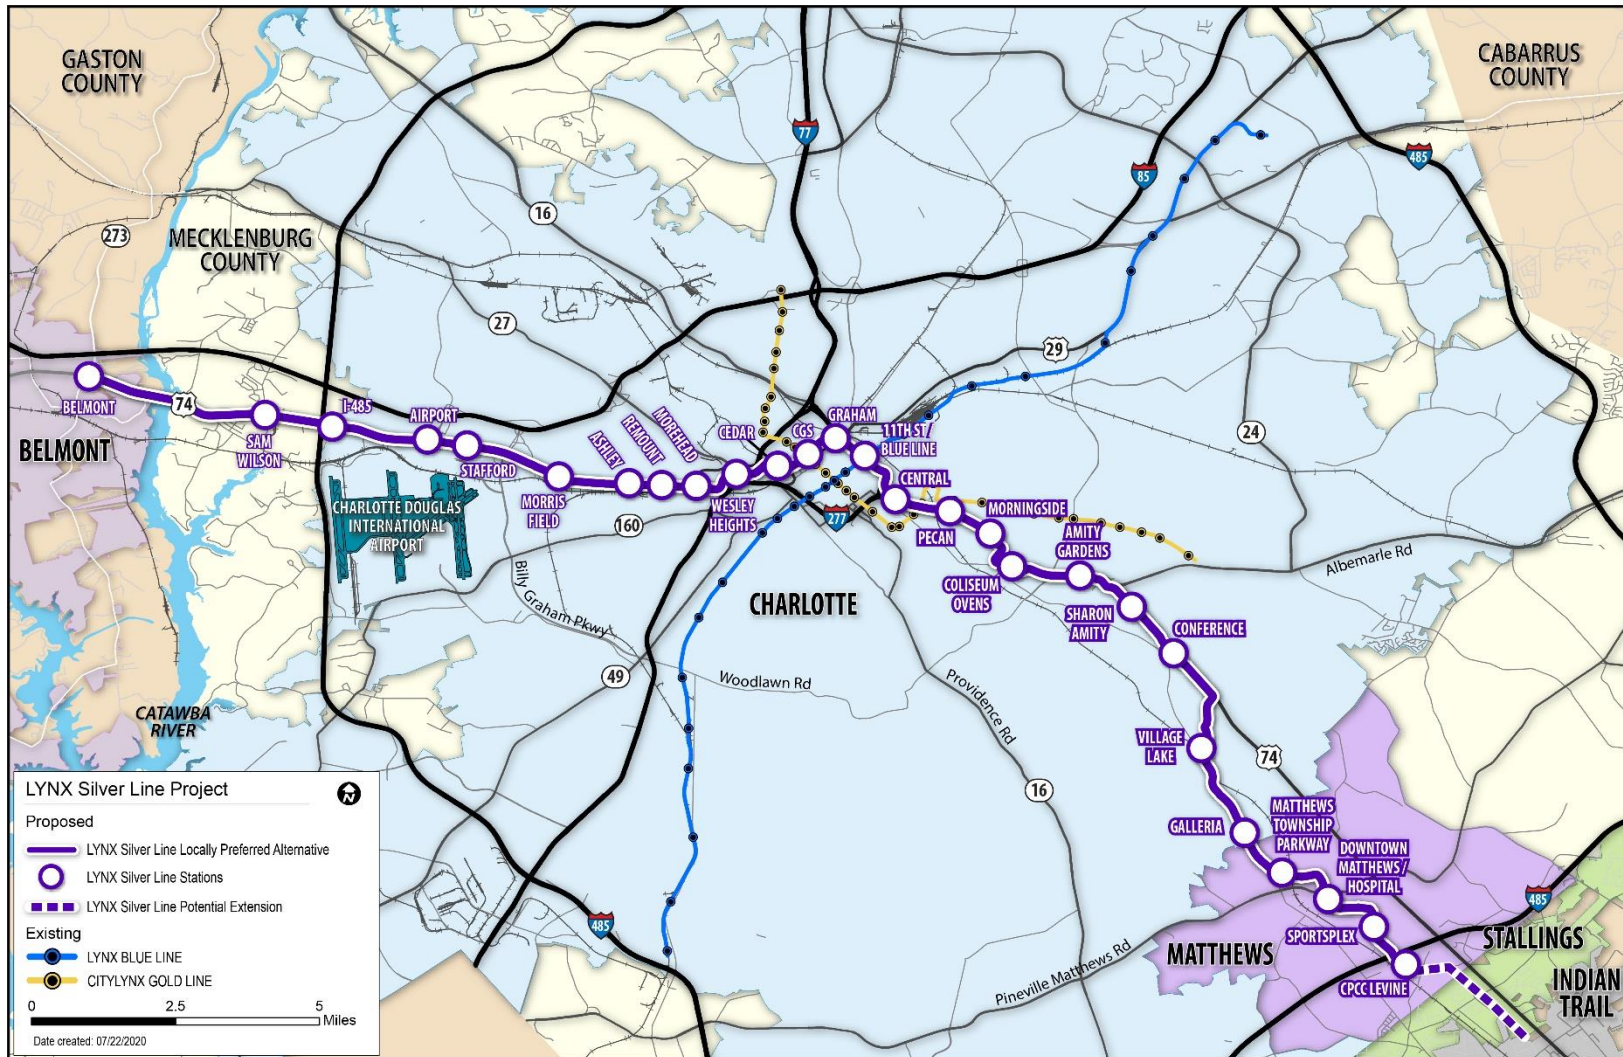 GASTON
COUNTY
CABARRUS
COUNTY
77
485
85
16
273
MECKLENBURG
COUNTY
27
29
24
74
BELMONT
BELMONT
SAM
WILSON
I-485
AIRPORT
STAFFORD
MORRIS
FIELD
ASHLEY
REMOUNT
MOREHEAD
WESLEY
HEIGHTS
CEDAR
CGS
GRAHAM
11TH ST/
BLUE LINE
CENTRAL
PECAN
MORNINGSIDE
COLISEUM
OVENS
AMITY
GARDENS
SHARON
AMITY
CONFERENCE
VILLAGE
LAKE
GALLERIA
MATTHEWS
TOWNSHIP
PARKWAY
DOWNTOWN
MATTHEWS /
HOSPITAL
SPORTSPLEX
CPCC LEVINE
CHARLOTTE DOUGLAS
INTERNATIONAL
AIRPORT
160
277
CHARLOTTE
Albemarle Rd
Billy Graham Pkwy
49
Woodlawn Rd
Providence Rd
16
74
CATAWBA
RIVER
485
485
Pineville Matthews Rd
MATTHEWS
STALLINGS
INDIAN
TRAIL
LYNX Silver Line Project
N
Proposed
LYNX Silver Line Locally Preferred Alternative
LYNX Silver Line Stations
LYNX Silver Line Potential Extension
Existing
LYNX BLUE LINE
CITYLYNX GOLD LINE
0 2.5 5
Miles
Date created: 07/22/2020